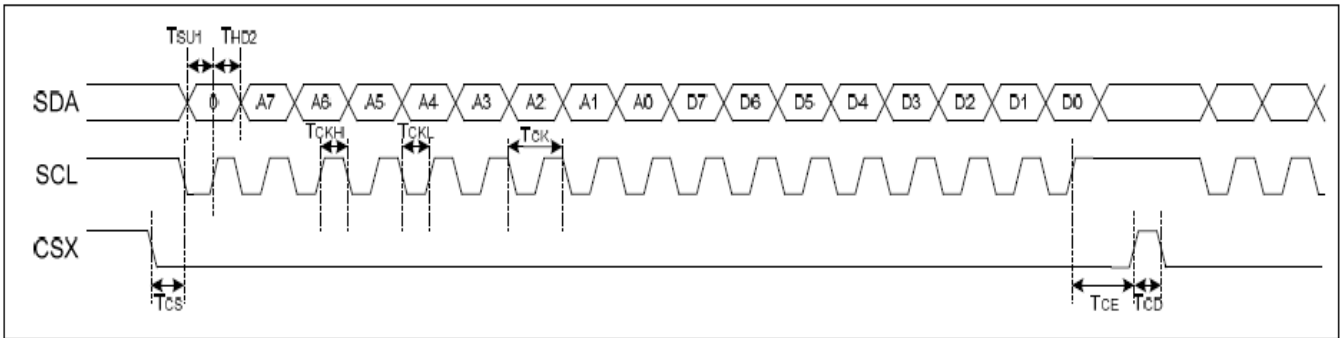 TSU1 THD2
SDA 0 A7 A6 A5 A4 A3 A2 A1 A0 D7 D6 D5 D4 D3 D2 D1 D0
TCKH TCKL TCK
SCL
CSX
TCS TCE TCD